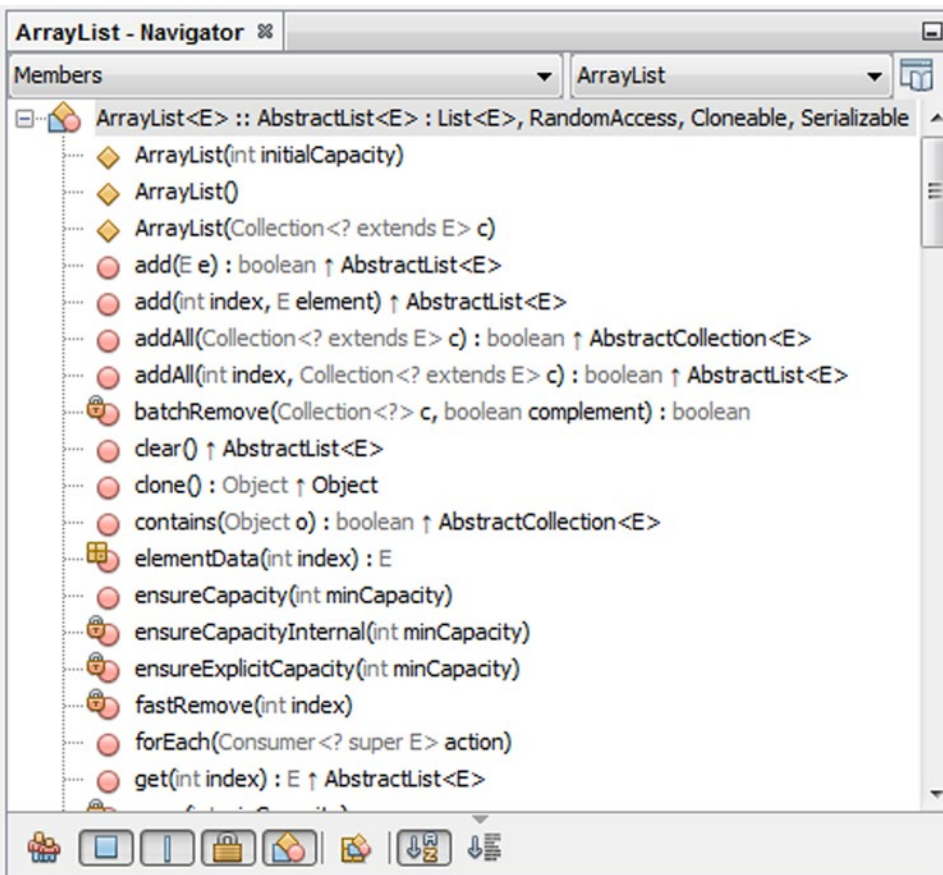 ArrayList - Navigator
Members ArrayList
ArrayList<E> :: AbstractList<E> : List<E>, RandomAccess, Cloneable, Serializable
ArrayList(int initialCapacity)
ArrayList()
ArrayList(Collection<? extends E> c)
add(E e) : boolean ↑ AbstractList<E>
add(int index, E element) ↑ AbstractList<E>
addAll(Collection<? extends E> c) : boolean ↑ AbstractCollection<E>
addAll(int index, Collection<? extends E> c) : boolean ↑ AbstractList<E>
batchRemove(Collection<?> c, boolean complement) : boolean
clear() ↑ AbstractList<E>
clone() : Object ↑ Object
contains(Object o) : boolean ↑ AbstractCollection<E>
elementData(int index) : E
ensureCapacity(int minCapacity)
ensureCapacityInternal(int minCapacity)
ensureExplicitCapacity(int minCapacity)
fastRemove(int index)
forEach(Consumer<? super E> action)
get(int index) : E ↑ AbstractList<E>